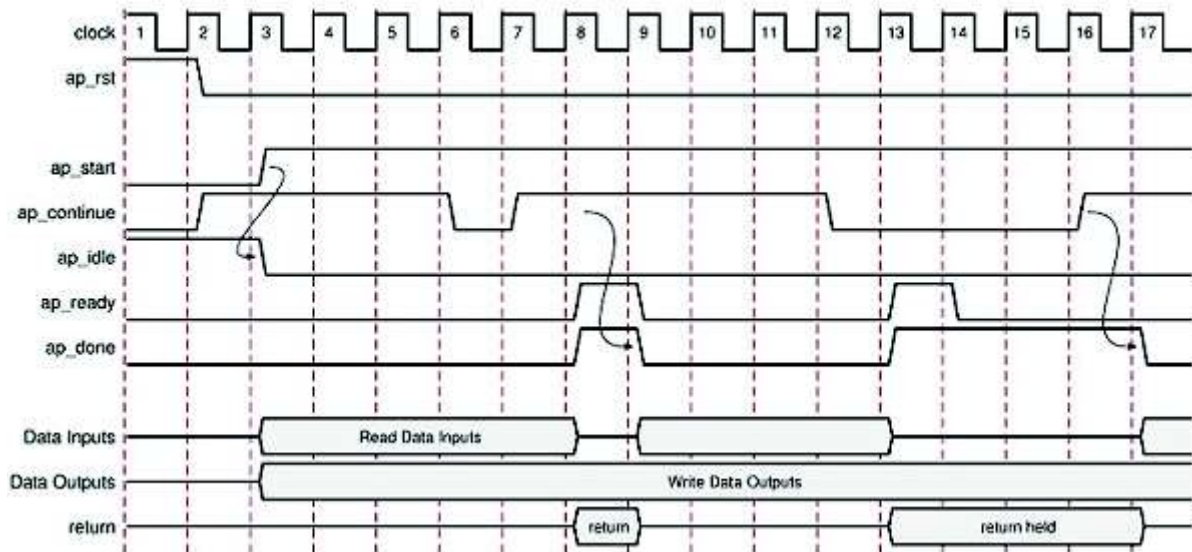 clock 1 2 3 4 5 6 7 8 9 10 11 12 13 14 15 16 17
ap_rst
ap_start
ap_continue
ap_idle
ap_ready
ap_done
Data Inputs Read Data Inputs
Data Outputs Write Data Outputs
return return return held